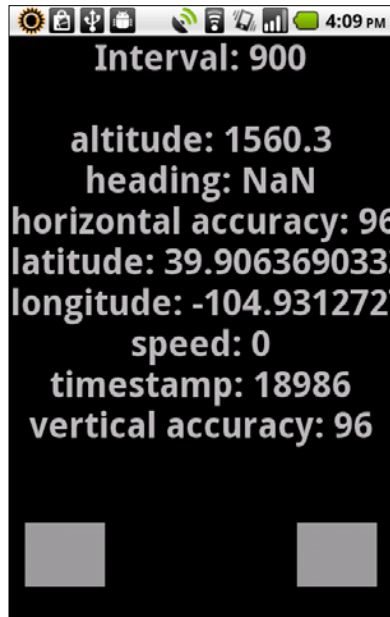 4:09 PM
Interval: 900
altitude: 1560.3
heading: NaN
horizontal accuracy: 96
latitude: 39.906369033
longitude: -104.931272
speed: 0
timestamp: 18986
vertical accuracy: 96